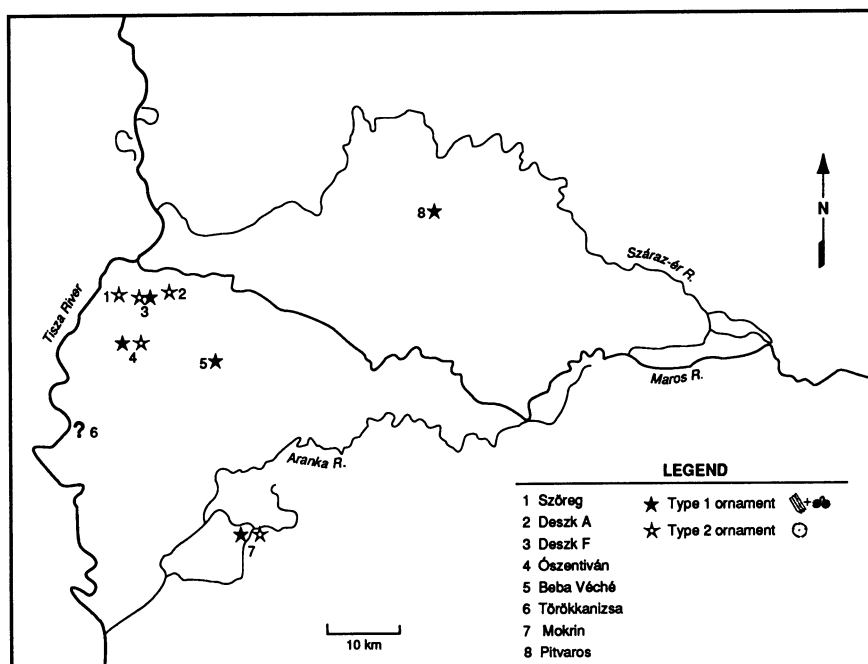 8
N
Száraz-ér R.
Tisza River
1
2
3
4
5
Maros R.
? 6
Aranka R.
7
10 km
LEGEND
1 Szöreg
2 Deszk A
3 Deszk F
4 Ószentiván
5 Beba Véché
6 Törökkanizsa
7 Mokrin
8 Pitvaros
Type 1 ornament +
Type 2 ornament